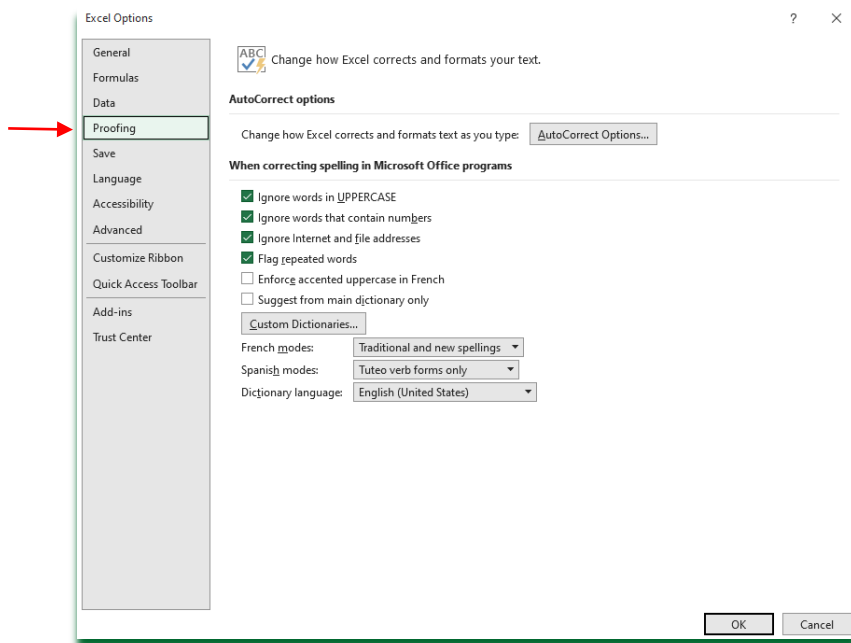 Excel Options
?
General
Formulas
Data
Proofing
Save
Language
Accessibility
Advanced
Customize Ribbon
Quick Access Toolbar
Add-ins
Trust Center
ABC
Change how Excel corrects and formats your text.
AutoCorrect options
Change how Excel corrects and formats text as you type: AutoCorrect Options...
When correcting spelling in Microsoft Office programs
Ignore words in UPPERCASE
Ignore words that contain numbers
Ignore Internet and file addresses
Flag repeated words
Enforce accented uppercase in French
Suggest from main dictionary only
Custom Dictionaries...
French modes: Traditional and new spellings
Spanish modes: Tuteo verb forms only
Dictionary language: English (United States)
OK Cancel